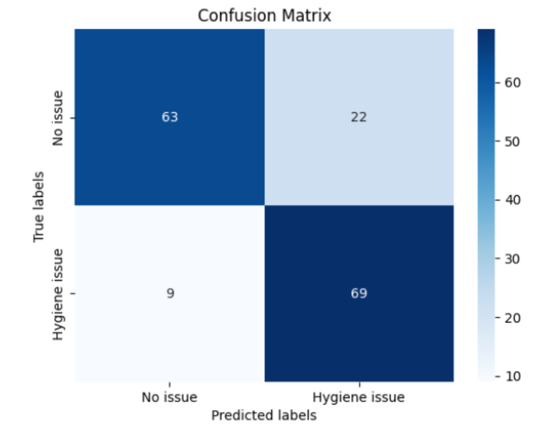 Confusion Matrix
No issue
63
22
60
50
True labels
40
30
Hygiene issue
9
69
20
10
No issue
Hygiene issue
Predicted labels